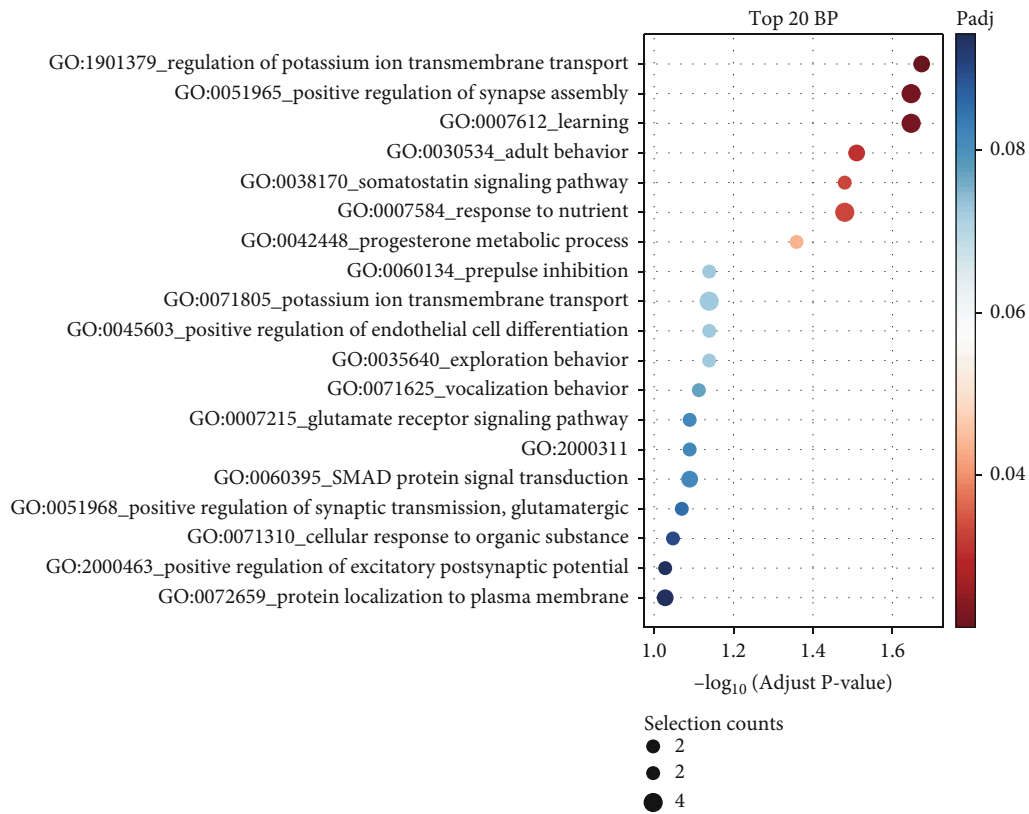 Top 20 BP
Padj
GO:1901379_regulation of potassium ion transmembrane transport
GO:0051965_positive regulation of synapse assembly
GO:0007612_learning
GO:0030534_adult behavior
GO:0038170_somatostatin signaling pathway
GO:0007584_response to nutrient
GO:0042448_progesterone metabolic process
GO:0060134_prepulse inhibition
GO:0071805_potassium ion transmembrane transport
GO:0045603_positive regulation of endothelial cell differentiation
GO:0035640_exploration behavior
GO:0071625_vocalization behavior
GO:0007215_glutamate receptor signaling pathway
GO:2000311
GO:0060395_SMAD protein signal transduction
GO:0051968_positive regulation of synaptic transmission, glutamatergic
GO:0071310_cellular response to organic substance
GO:2000463_positive regulation of excitatory postsynaptic potential
GO:0072659_protein localization to plasma membrane
0.08
0.06
0.04
1.0 1.2 1.4 1.6
–log₁₀ (Adjust P-value)
Selection counts
2
2
4